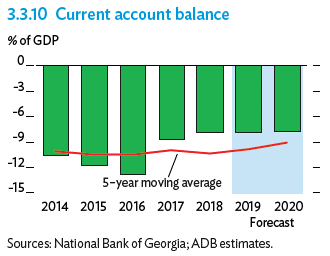 3.3.10 Current account balance
% of GDP
0
–3
–6
–9
–12
–15
5-year moving average
2014 2015 2016 2017 2018 2019 2020
Forecast
Sources: National Bank of Georgia; ADB estimates.